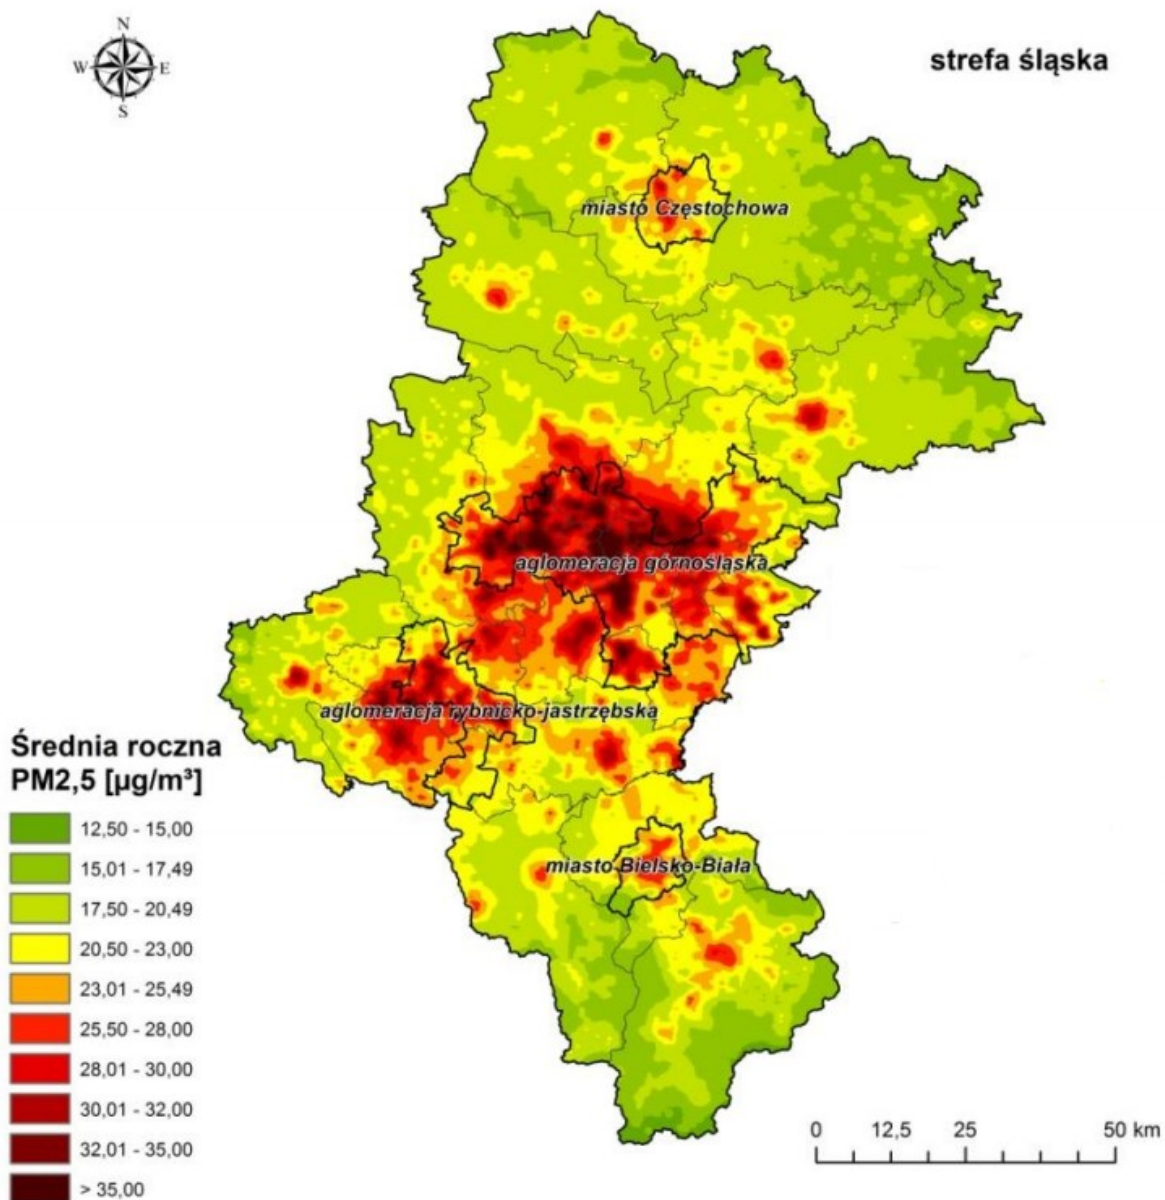 N
W E
S
strefa śląska
miasto Częstochowa
aglomeracja górnośląska
aglomeracja rybnicko-jastrzębska
miasto Bielsko-Biała
Średnia roczna
PM2,5 [µg/m³]
12,50 - 15,00
15,01 - 17,49
17,50 - 20,49
20,50 - 23,00
23,01 - 25,49
25,50 - 28,00
28,01 - 30,00
30,01 - 32,00
32,01 - 35,00
> 35,00
0 12,5 25 50 km